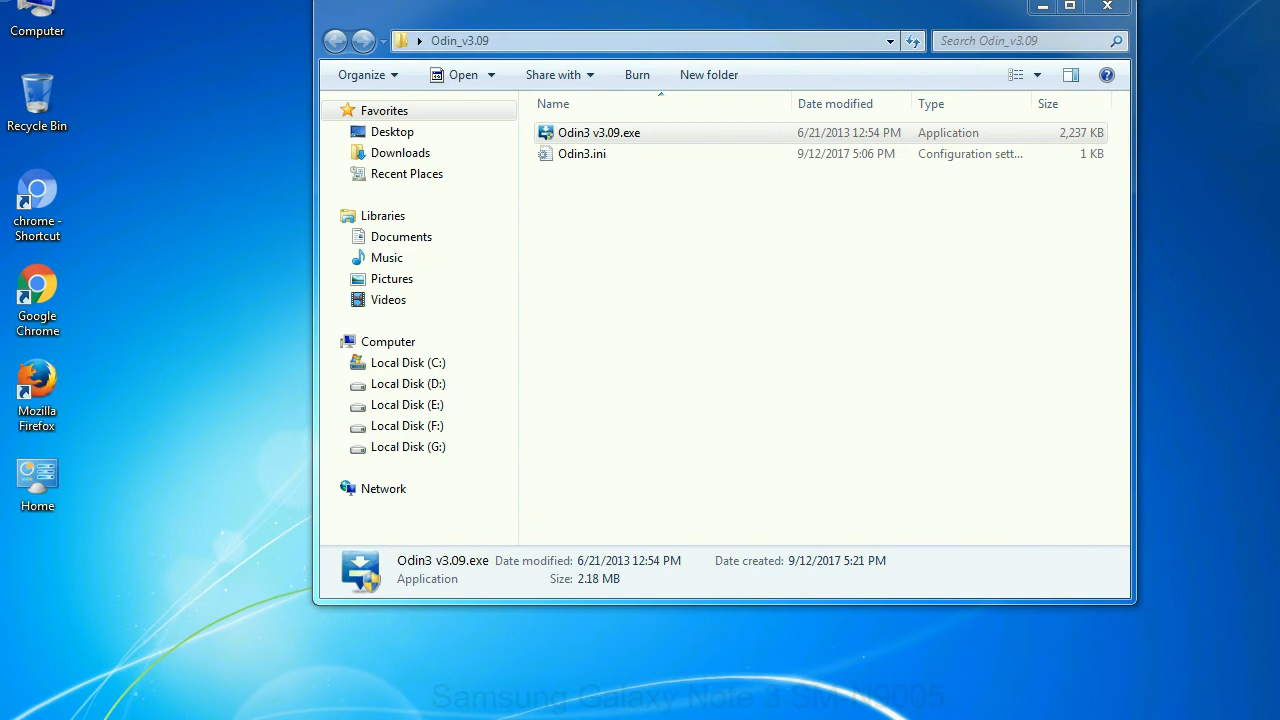 Computer
Recycle Bin
chrome -
Shortcut
Google
Chrome
Mozilla
Firefox
Home
Odin_v3.09
Search Odin_v3.09
Organize
Open
Share with
Burn
New folder
Name
Date modified
Type
Size
Favorites
Desktop
Downloads
Recent Places
Libraries
Documents
Music
Pictures
Videos
Computer
Local Disk (C:)
Local Disk (D:)
Local Disk (E:)
Local Disk (F:)
Local Disk (G:)
Network
Odin3 v3.09.exe 6/21/2013 12:54 PM Application 2,237 KB
Odin3.ini 9/12/2017 5:06 PM Configuration sett... 1 KB
Odin3 v3.09.exe Date modified: 6/21/2013 12:54 PM Date created: 9/12/2017 5:21 PM
Application Size: 2.18 MB
Samsung Galaxy Note 3 SM-N9005